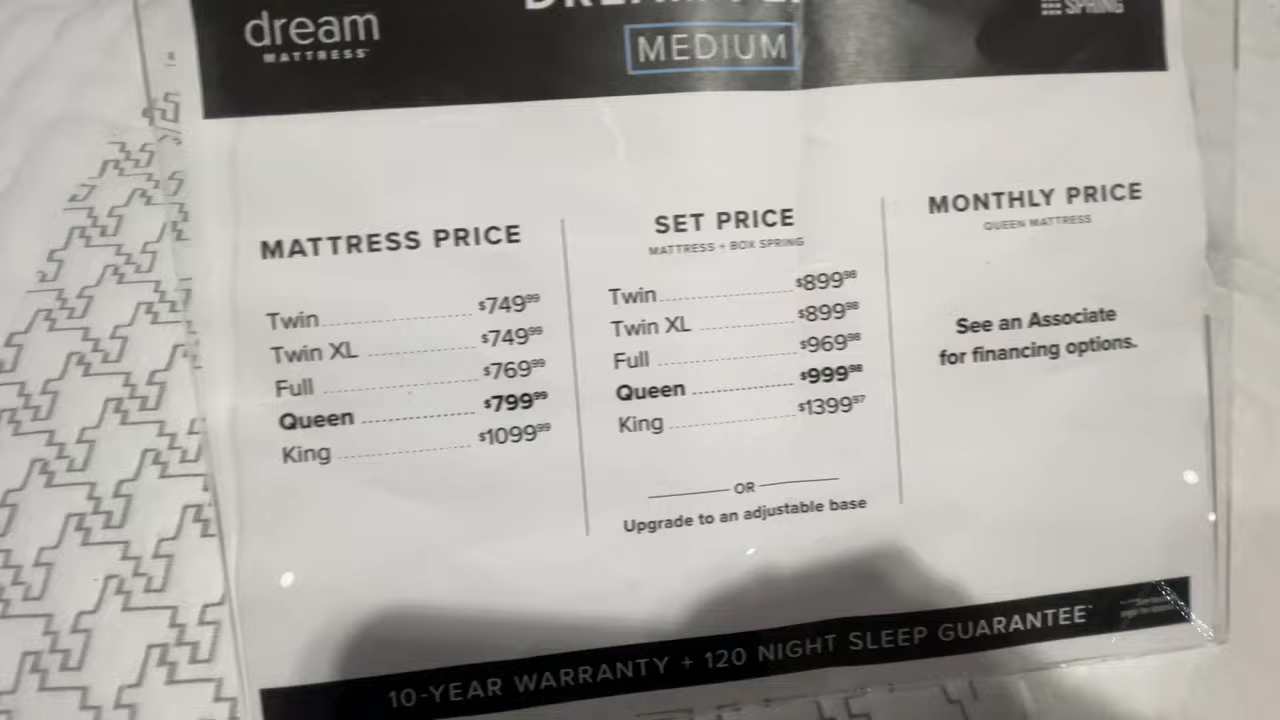 dream
MATTRESS
MEDIUM
SPRING
MATTRESS PRICE
Twin $749.99
Twin XL $749.99
Full $769.99
Queen $799.99
King $1099.99
SET PRICE
MATTRESS + BOX SPRING
Twin $899.98
Twin XL $899.98
Full $969.98
Queen $999.98
King $1399.97
OR
Upgrade to an adjustable base
MONTHLY PRICE
QUEEN MATTRESS
See an Associate
for financing options.
10-YEAR WARRANTY + 120 NIGHT SLEEP GUARANTEE